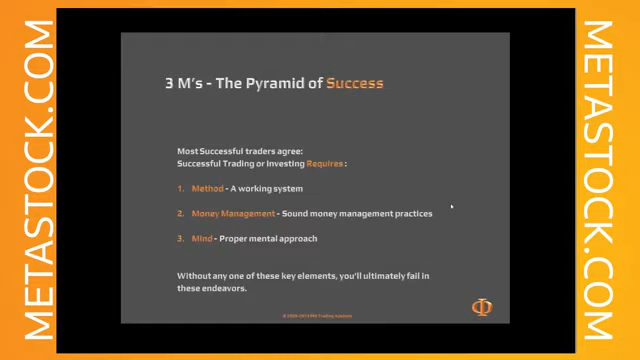 METASTOCK.COM
3 M's - The Pyramid of Success
Most Successful traders agree:
Successful Trading or Investing Requires :
1. Method - A working system
2. Money Management - Sound money management practices
3. Mind - Proper mental approach
Without any one of these key elements, you'll ultimately fail in
these endeavors.
METASTOCK.COM